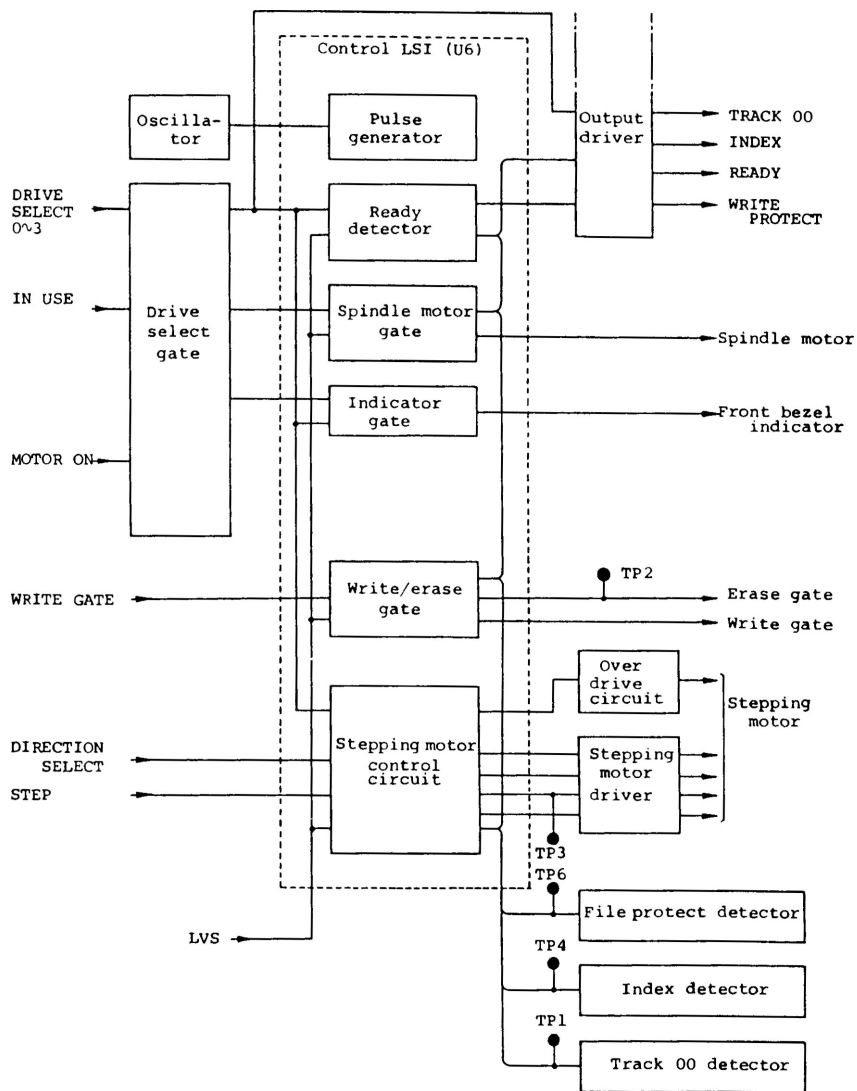 Control LSI (U6)
Oscilla-
tor
Pulse
generator
Output
driver
TRACK OO
INDEX
READY
WRITE
PROTECT
DRIVE
SELECT
O~3
Ready
detector
IN USE
Drive
select
gate
Spindle motor
gate
Spindle motor
Indicator
gate
Front bezel
indicator
MOTOR ON
WRITE GATE
Write/erase
gate
TP2
Erase gate
Write gate
Over
drive
circuit
Stepping
motor
DIRECTION
SELECT
STEP
Stepping motor
control
circuit
Stepping
motor
driver
TP3
TP6
File protect detector
LVS
TP4
Index detector
TP1
Track OO detector